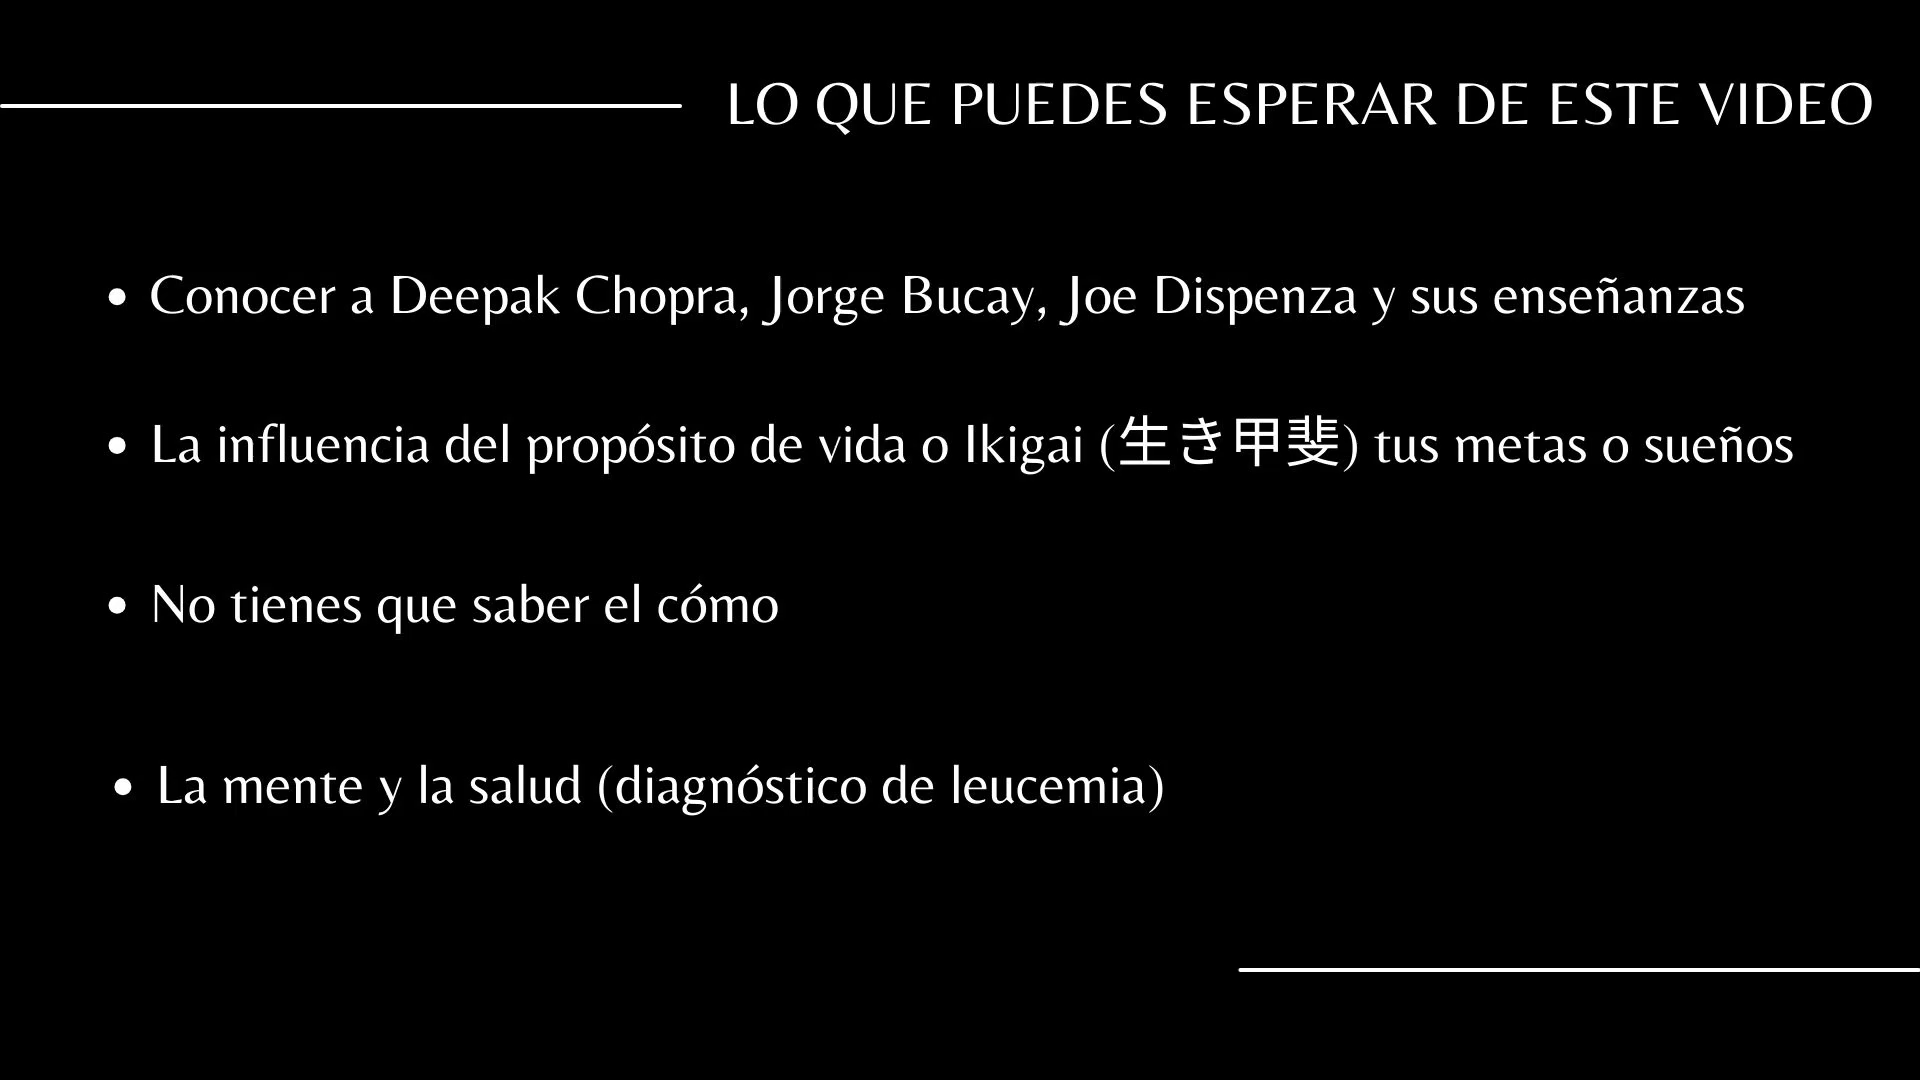 LO QUE PUEDES ESPERAR DE ESTE VIDEO
• Conocer a Deepak Chopra, Jorge Bucay, Joe Dispenza y sus enseñanzas
• La influencia del propósito de vida o Ikigai (生き甲斐) tus metas o sueños
• No tienes que saber el cómo
• La mente y la salud (diagnóstico de leucemia)